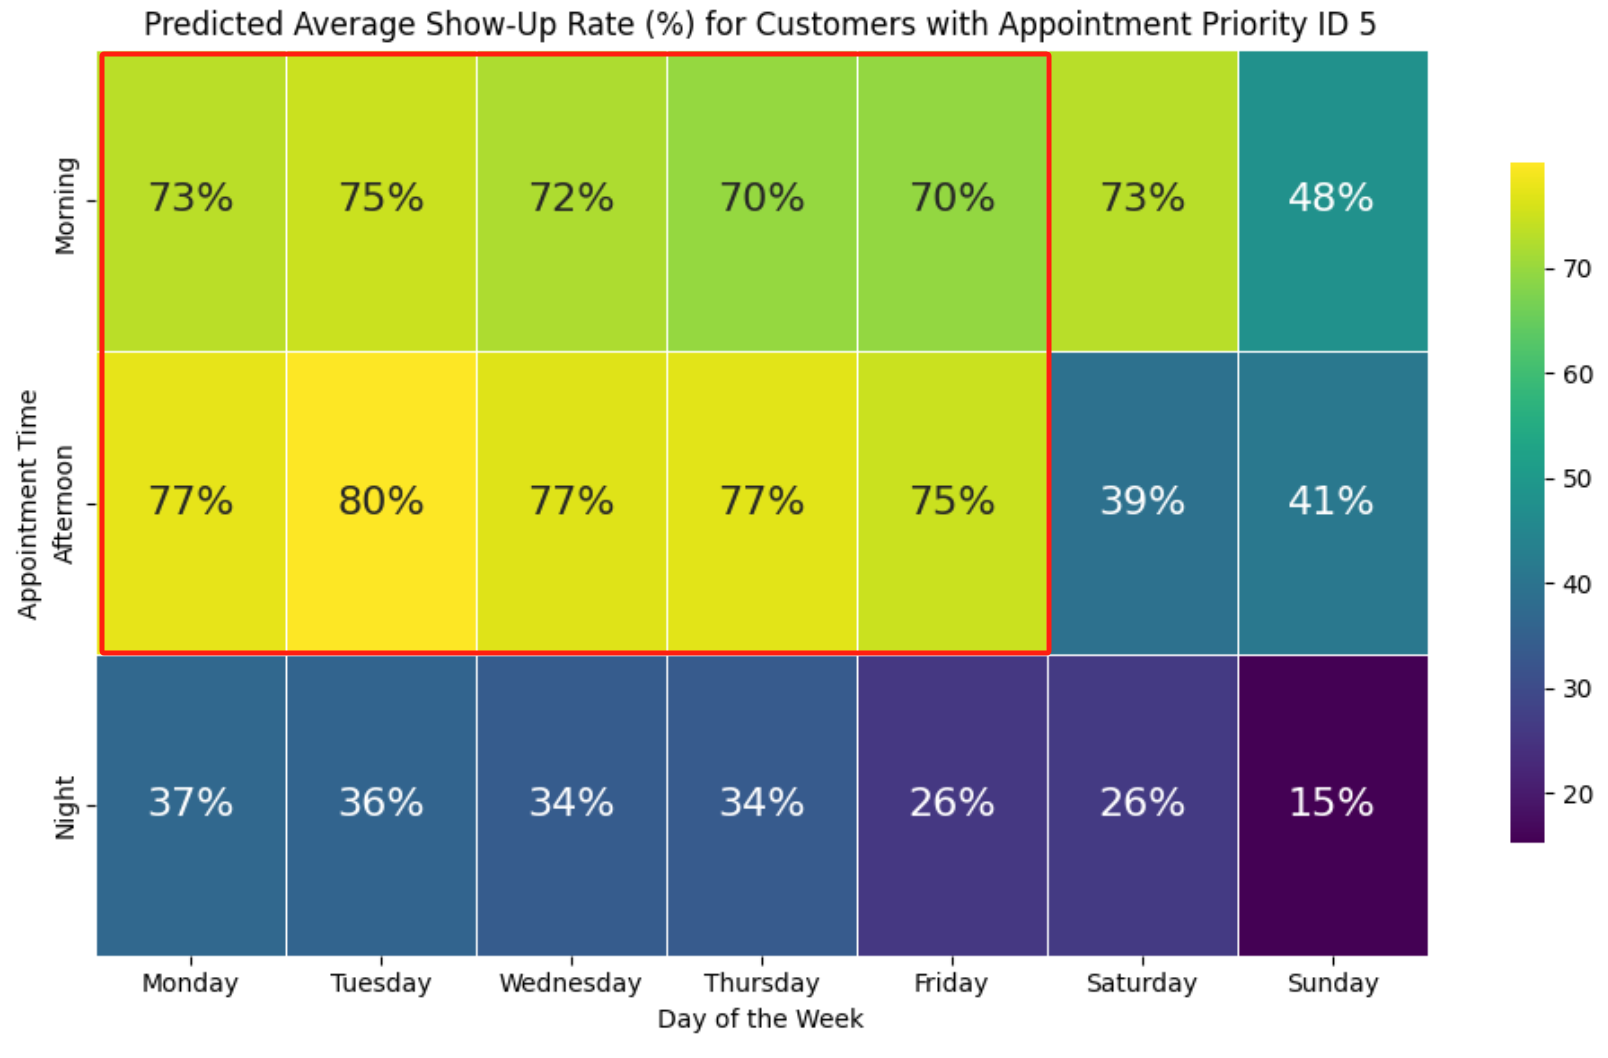 Predicted Average Show-Up Rate (%) for Customers with Appointment Priority ID 5
Appointment Time
Morning
73% 75% 72% 70% 70% 73% 48%
Afternoon
77% 80% 77% 77% 75% 39% 41%
Night
37% 36% 34% 34% 26% 26% 15%
Monday Tuesday Wednesday Thursday Friday Saturday Sunday
Day of the Week
70
60
50
40
30
20